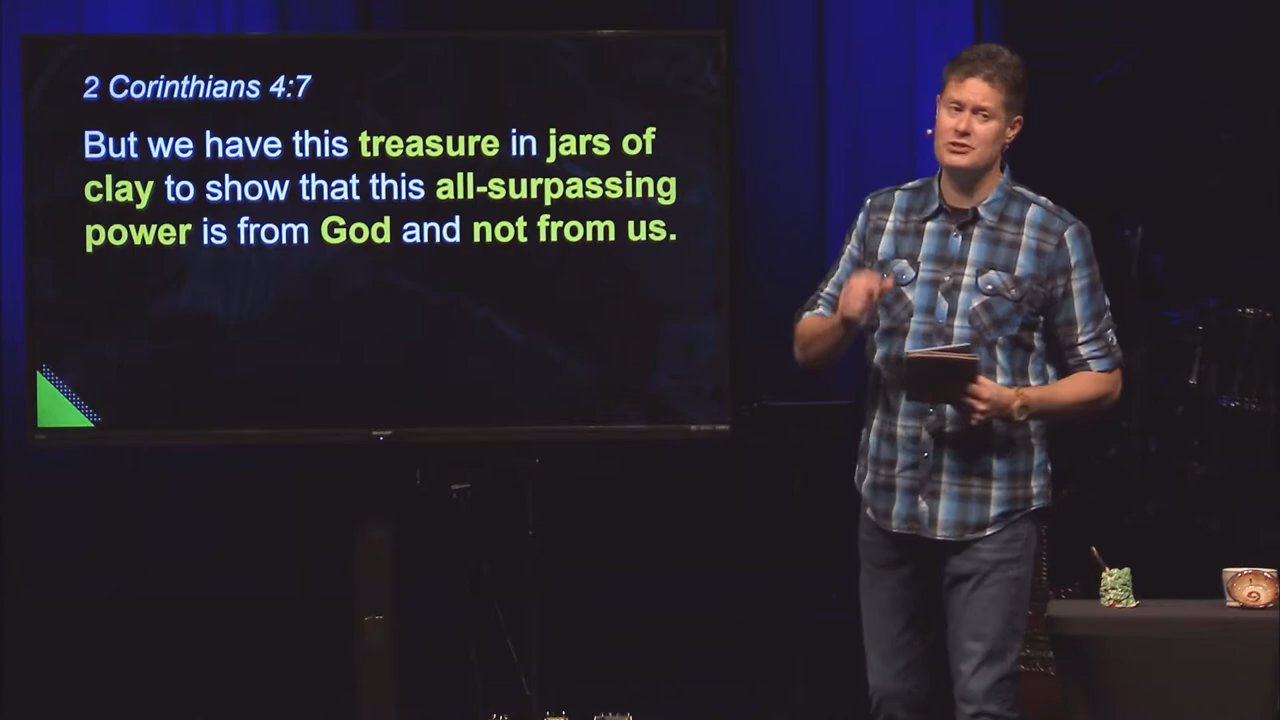 2 Corinthians 4:7
But we have this treasure in jars of
clay to show that this all-surpassing
power is from God and not from us.